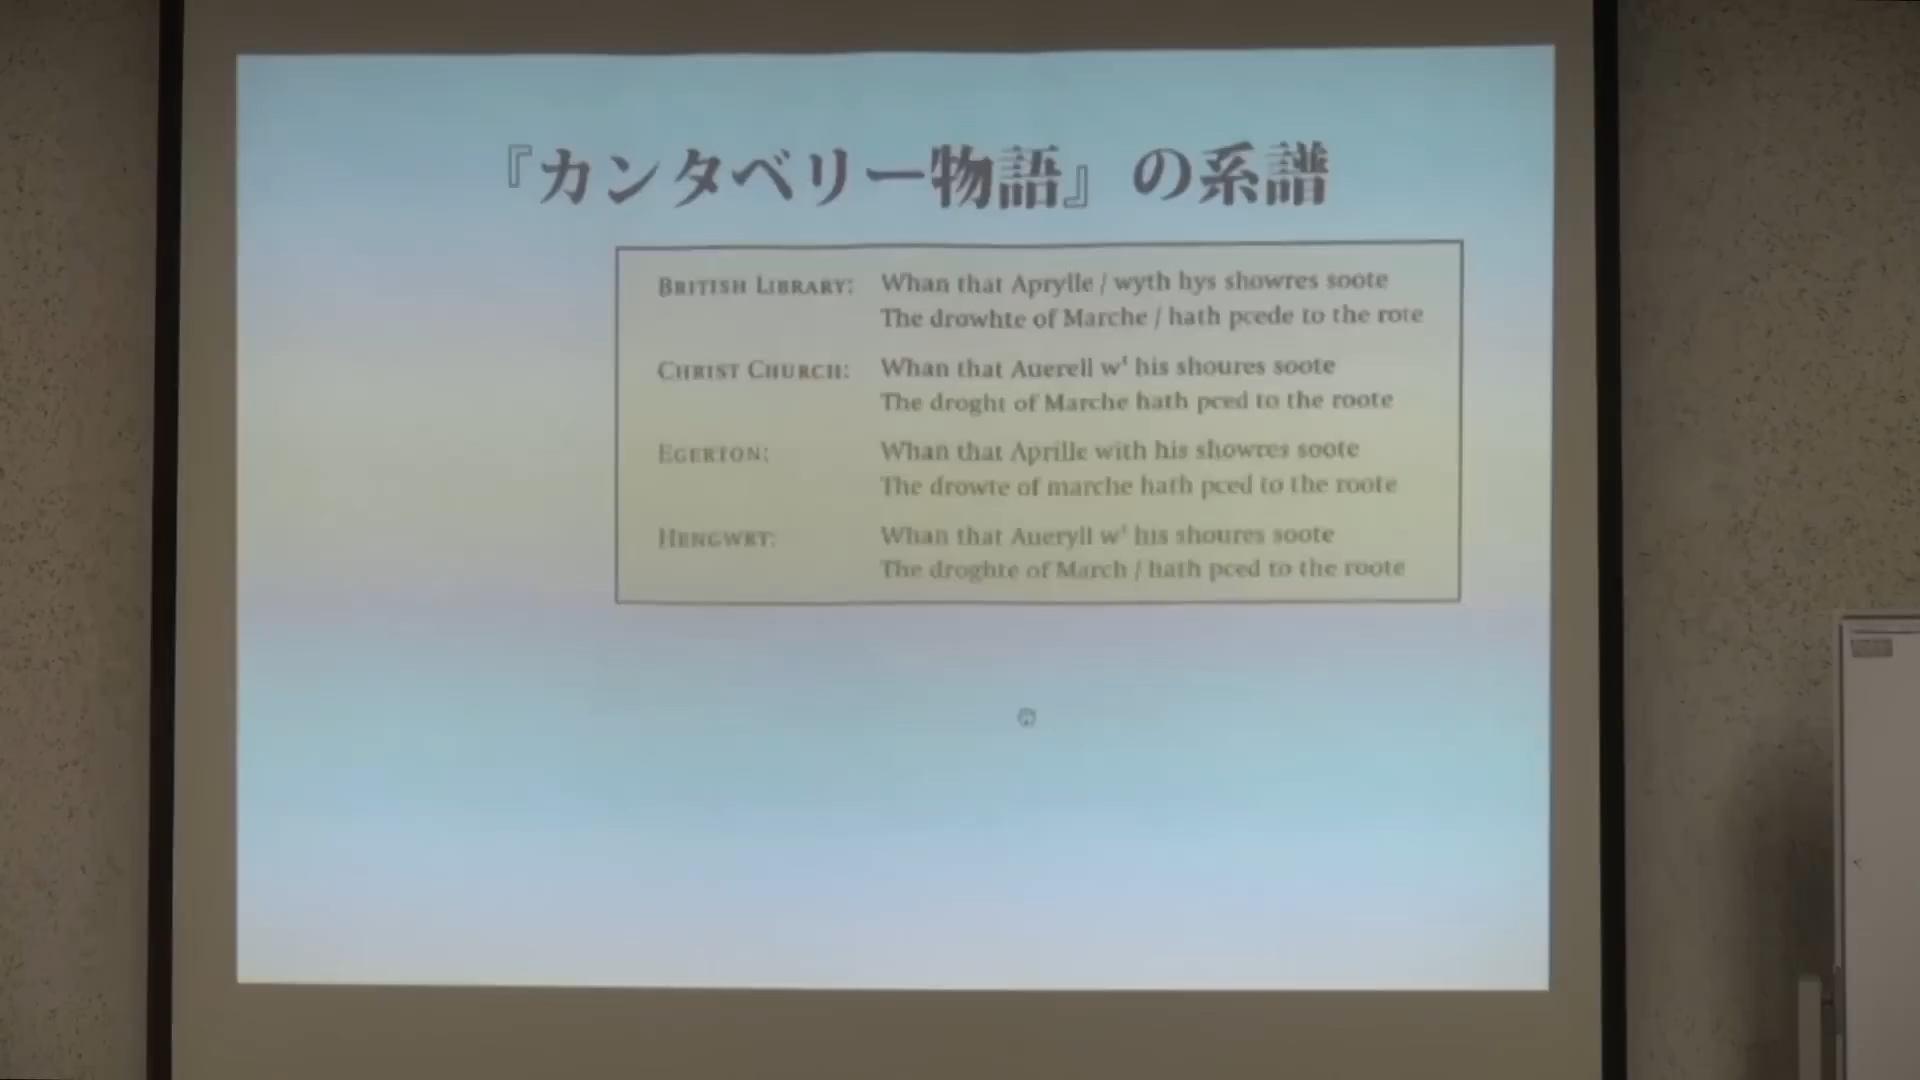 『カンタベリー物語』の系譜
BRITISH LIBRARY: Whan that Aprylle / wyth hys showres soote
The drowhte of Marche / hath pcede to the rote
CHRIST CHURCH: Whan that Auerell wᵗ his shoures soote
The droght of Marche hath pced to the roote
EGERTON: Whan that Aprille with his showres soote
The drowte of marche hath pced to the roote
HENGWRT: Whan that Aueryll wᵗ his shoures soote
The droghte of March / hath pced to the roote